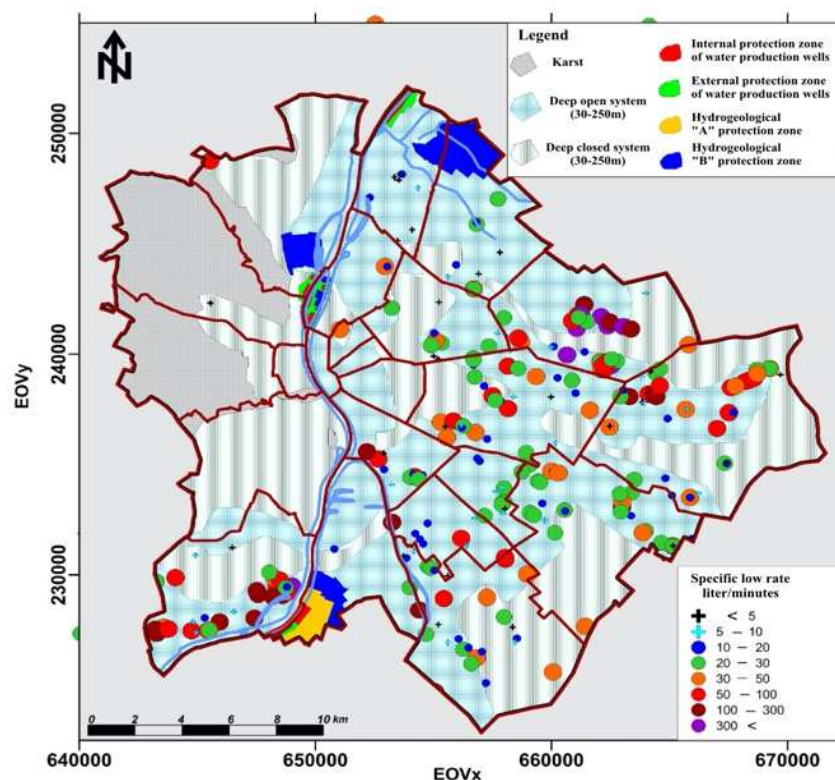 N
Legend
Karst
Deep open system
(30-250m)
Deep closed system
(30-250m)
Internal protection zone
of water production wells
External protection zone
of water production wells
Hydrogeological
"A" protection zone
Hydrogeological
"B" protection zone
EOVy
250000
240000
230000
Specific low rate
liter/minutes
< 5
5 – 10
10 – 20
20 – 30
30 – 50
50 – 100
100 – 300
300 <
0 2 4 6 8 10 km
640000 650000 660000 670000
EOVx